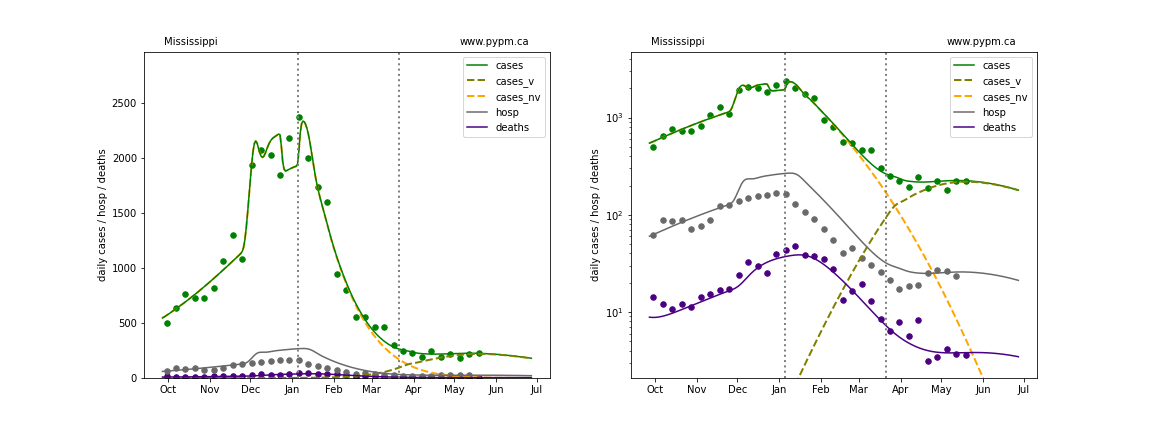 Mississippi
www.pypm.ca
cases
cases_v
cases_nv
hosp
deaths
daily cases / hosp / deaths
2500
2000
1500
1000
500
0
Oct
Nov
Dec
Jan
Feb
Mar
Apr
May
Jun
Jul
Mississippi
www.pypm.ca
cases
cases_v
cases_nv
hosp
deaths
daily cases / hosp / deaths
10³
10²
10¹
Oct
Nov
Dec
Jan
Feb
Mar
Apr
May
Jun
Jul